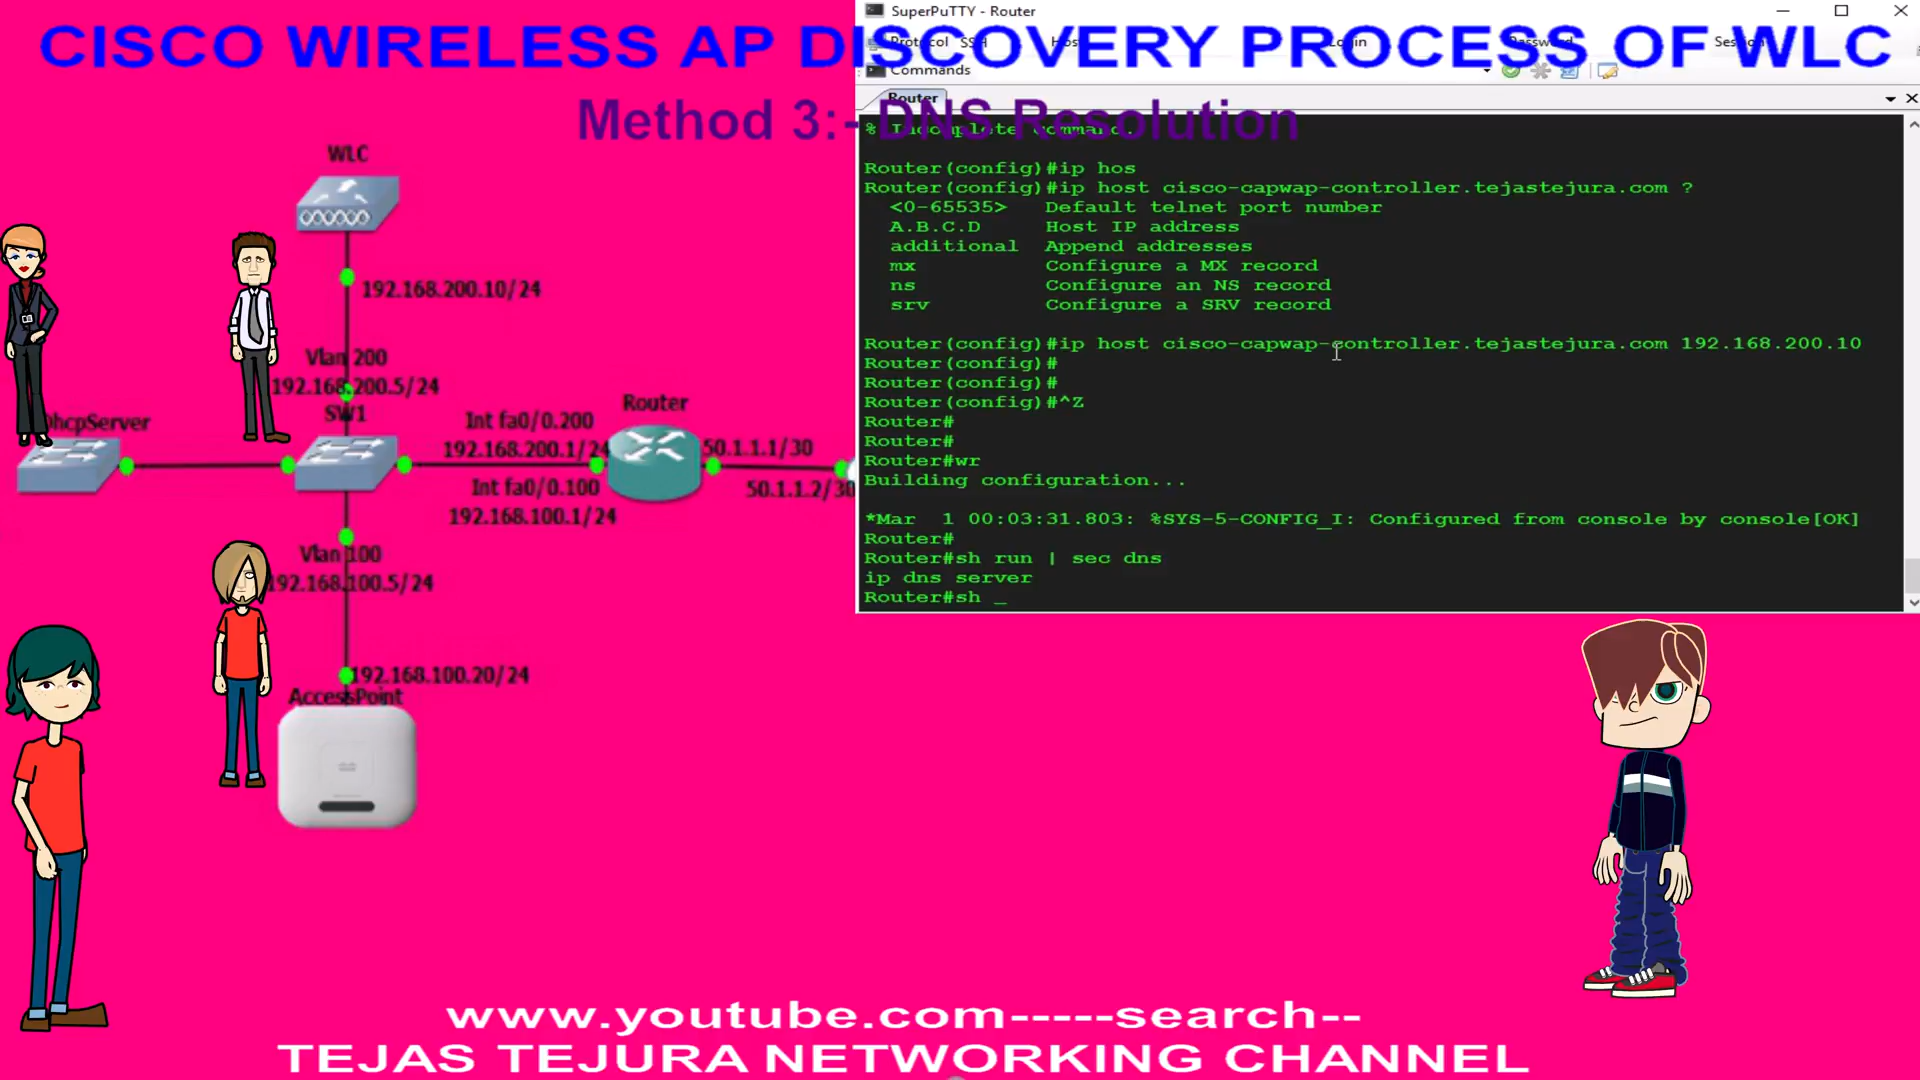 SuperPuTTY - Router
CISCO WIRELESS AP DISCOVERY PROCESS OF WLC
Protocol SSH Host Login Password Session
Commands
Router
Method 3:- DNS Resolution
% Incomplete command.
Router(config)#ip hos
Router(config)#ip host cisco-capwap-controller.tejastejura.com ?
<0-65535> Default telnet port number
A.B.C.D Host IP address
additional Append addresses
mx Configure a MX record
ns Configure an NS record
srv Configure a SRV record
Router(config)#ip host cisco-capwap-controller.tejastejura.com 192.168.200.10
Router(config)#
Router(config)#
Router(config)#^Z
Router#
Router#
Router#wr
Building configuration...
*Mar 1 00:03:31.803: %SYS-5-CONFIG_I: Configured from console by console[OK]
Router#
Router#sh run | sec dns
ip dns server
Router#sh _
WLC
192.168.200.10/24
Vlan 200
192.168.200.5/24
SW1
DhcpServer
Int fa0/0.200
192.168.200.1/24
Router
50.1.1.1/30
50.1.1.2/30
Int fa0/0.100
192.168.100.1/24
Vlan 100
192.168.100.5/24
192.168.100.20/24
AccessPoint
www.youtube.com-----search--
TEJAS TEJURA NETWORKING CHANNEL